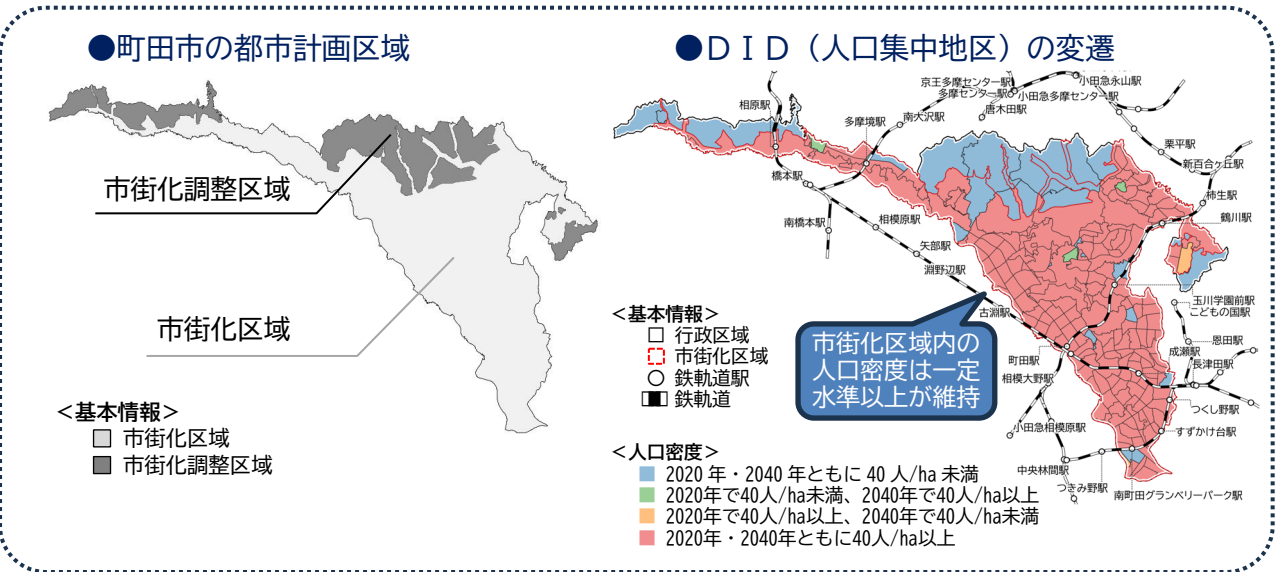 ●町田市の都市計画区域
市街化調整区域
市街化区域
＜基本情報＞
市街化区域
市街化調整区域
●ＤＩＤ（人口集中地区）の変遷
京王多摩センター駅
小田急永山駅
多摩センター駅
小田急多摩センター駅
唐木田駅
相原駅
多摩境駅
南大沢駅
栗平駅
新百合ヶ丘駅
橋本駅
柿生駅
鶴川駅
南橋本駅
相模原駅
矢部駅
淵野辺駅
古淵駅
玉川学園前駅
こどもの国駅
恩田駅
成瀬駅
長津田駅
町田駅
相模大野駅
つくし野駅
小田急相模原駅
すずかけ台駅
中央林間駅
つきみ野駅
南町田グランベリーパーク駅
市街化区域内の
人口密度は一定
水準以上が維持
＜基本情報＞
行政区域
市街化区域
鉄軌道駅
鉄軌道
＜人口密度＞
2020 年・2040 年ともに 40 人/ha 未満
2020年で40人/ha未満、2040年で40人/ha以上
2020年で40人/ha以上、2040年で40人/ha未満
2020年・2040年ともに40人/ha以上